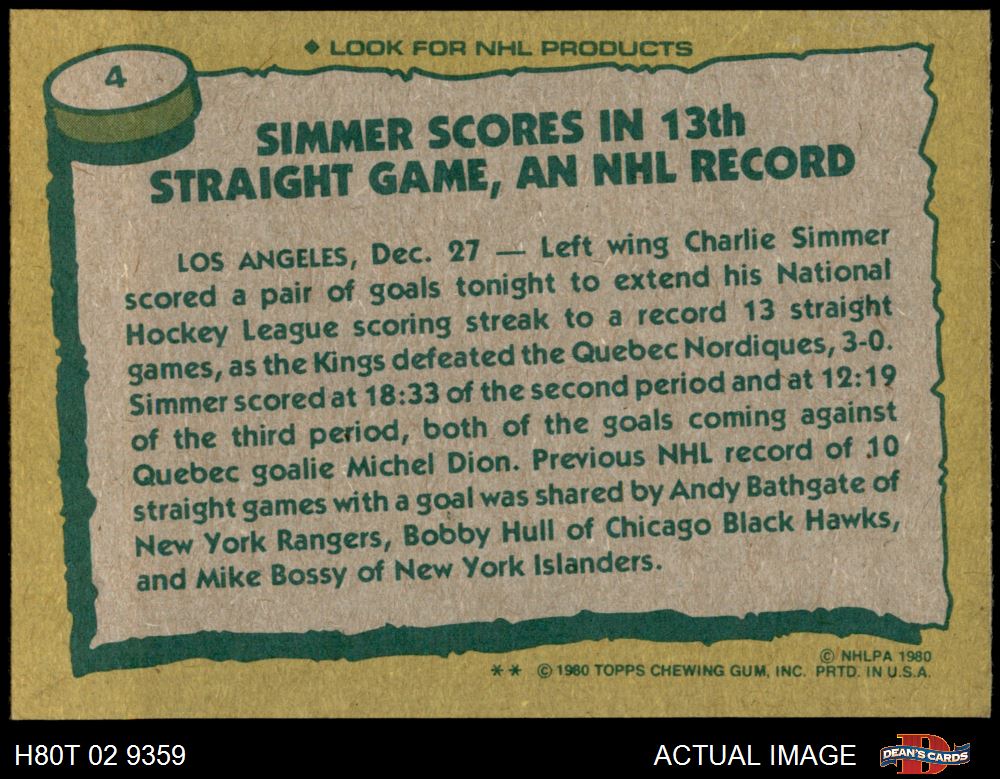 ◆ LOOK FOR NHL PRODUCTS
4
SIMMER SCORES IN 13th
STRAIGHT GAME, AN NHL RECORD
LOS ANGELES, Dec. 27 — Left wing Charlie Simmer
scored a pair of goals tonight to extend his National
Hockey League scoring streak to a record 13 straight
games, as the Kings defeated the Quebec Nordiques, 3-0.
Simmer scored at 18:33 of the second period and at 12:19
of the third period, both of the goals coming against
Quebec goalie Michel Dion. Previous NHL record of 10
straight games with a goal was shared by Andy Bathgate of
New York Rangers, Bobby Hull of Chicago Black Hawks,
and Mike Bossy of New York Islanders.
© NHLPA 1980
** © 1980 TOPPS CHEWING GUM, INC. PRTD. IN U.S.A.
H80T 02 9359
ACTUAL IMAGE
D
DEAN'S CARDS